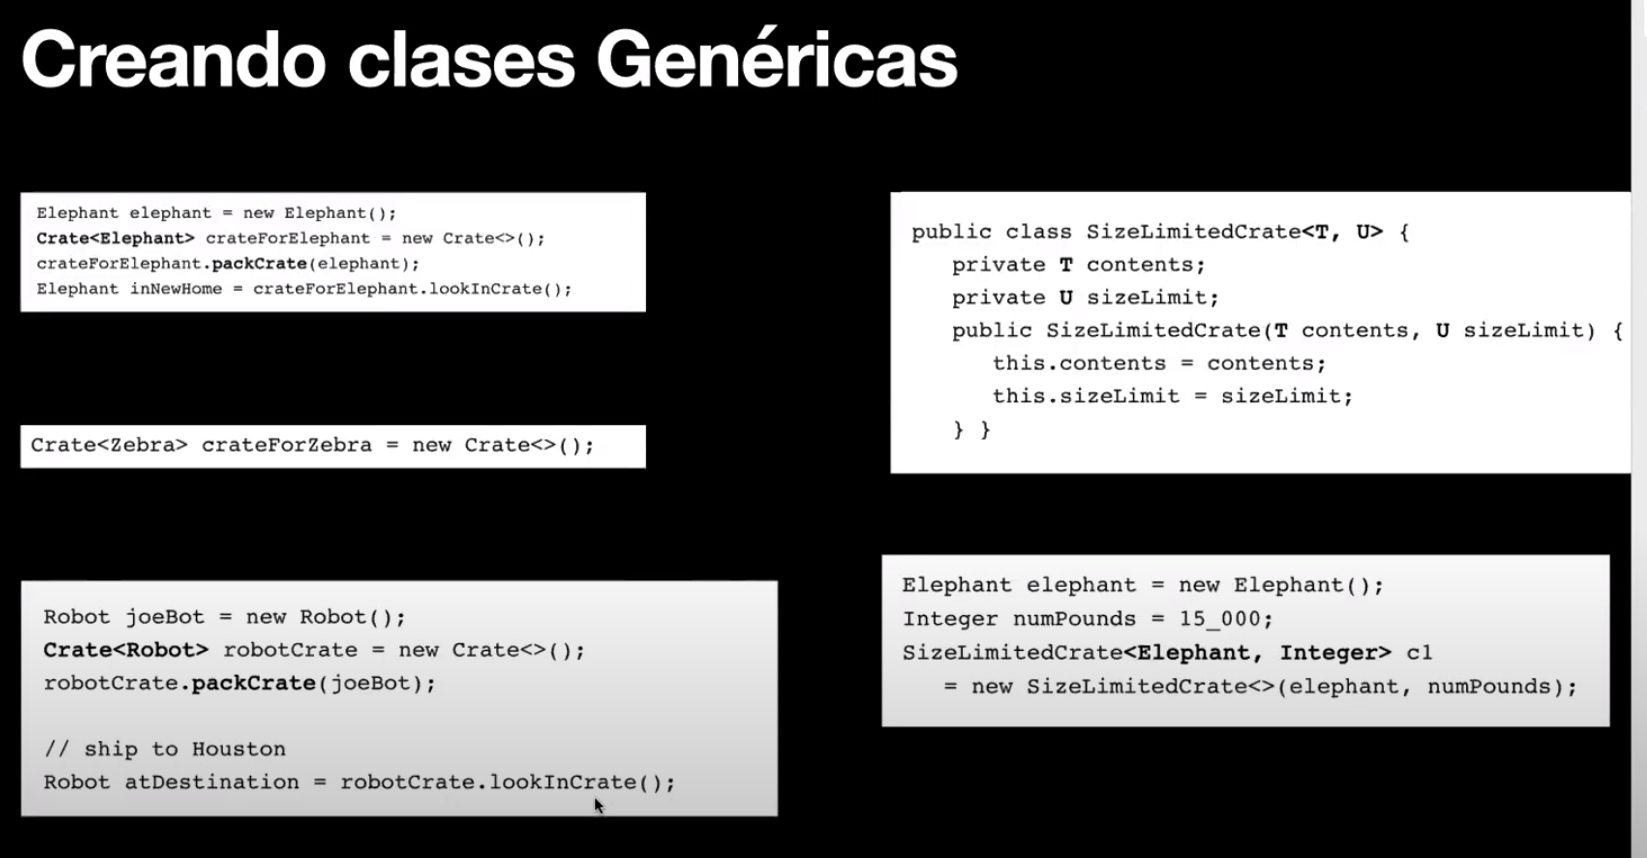 Creando clases Genéricas
Elephant elephant = new Elephant();
Crate<Elephant> crateForElephant = new Crate<>();
crateForElephant.packCrate(elephant);
Elephant inNewHome = crateForElephant.lookInCrate();
Crate<Zebra> crateForZebra = new Crate<>();
Robot joeBot = new Robot();
Crate<Robot> robotCrate = new Crate<>();
robotCrate.packCrate(joeBot);
// ship to Houston
Robot atDestination = robotCrate.lookInCrate();
public class SizeLimitedCrate<T, U> {
private T contents;
private U sizeLimit;
public SizeLimitedCrate(T contents, U sizeLimit) {
this.contents = contents;
this.sizeLimit = sizeLimit;
} }
Elephant elephant = new Elephant();
Integer numPounds = 15_000;
SizeLimitedCrate<Elephant, Integer> c1
= new SizeLimitedCrate<>(elephant, numPounds);